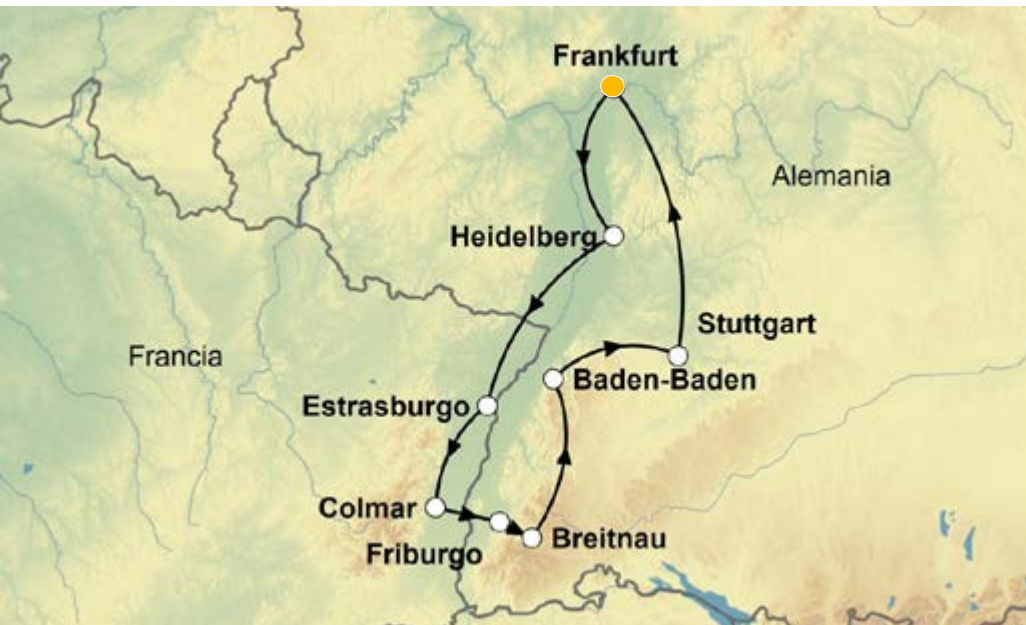 Frankfurt
Alemania
Heidelberg
Stuttgart
Francia
Baden-Baden
Estrasburgo
Colmar
Breitnau
Friburgo